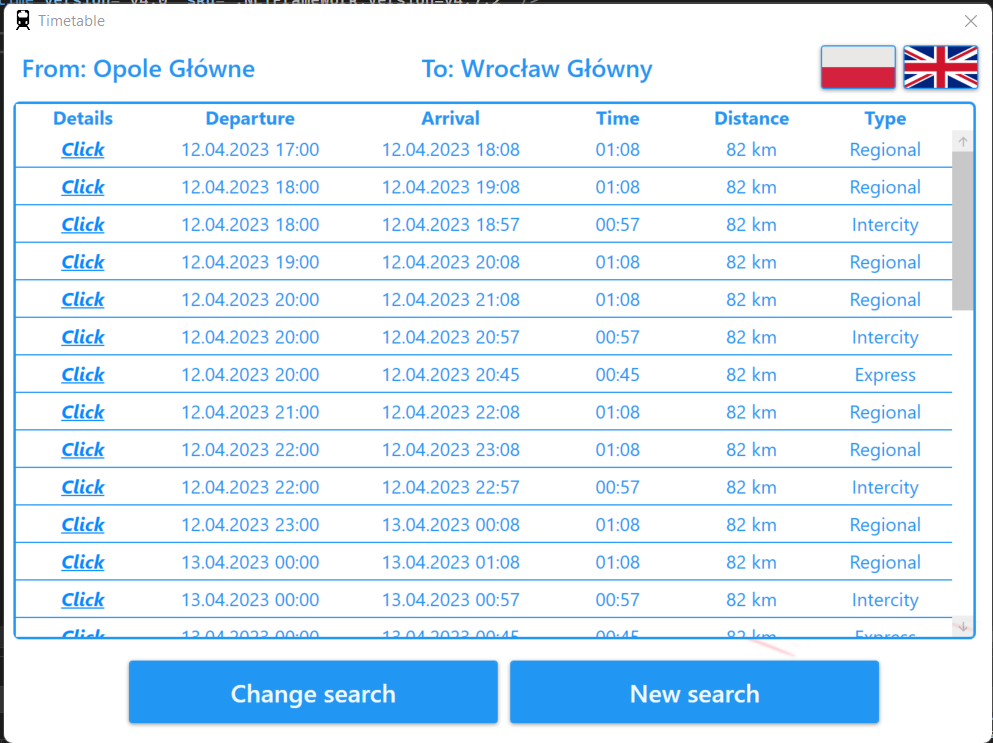 Timetable
From: Opole Główne To: Wrocław Główny
Details Departure Arrival Time Distance Type
Click 12.04.2023 17:00 12.04.2023 18:08 01:08 82 km Regional
Click 12.04.2023 18:00 12.04.2023 19:08 01:08 82 km Regional
Click 12.04.2023 18:00 12.04.2023 18:57 00:57 82 km Intercity
Click 12.04.2023 19:00 12.04.2023 20:08 01:08 82 km Regional
Click 12.04.2023 20:00 12.04.2023 21:08 01:08 82 km Regional
Click 12.04.2023 20:00 12.04.2023 20:57 00:57 82 km Intercity
Click 12.04.2023 20:00 12.04.2023 20:45 00:45 82 km Express
Click 12.04.2023 21:00 12.04.2023 22:08 01:08 82 km Regional
Click 12.04.2023 22:00 12.04.2023 23:08 01:08 82 km Regional
Click 12.04.2023 22:00 12.04.2023 22:57 00:57 82 km Intercity
Click 12.04.2023 23:00 13.04.2023 00:08 01:08 82 km Regional
Click 13.04.2023 00:00 13.04.2023 01:08 01:08 82 km Regional
Click 13.04.2023 00:00 13.04.2023 00:57 00:57 82 km Intercity
Click 13.04.2023 00:00 13.04.2023 00:45 00:45 82 km Express
Change search New search